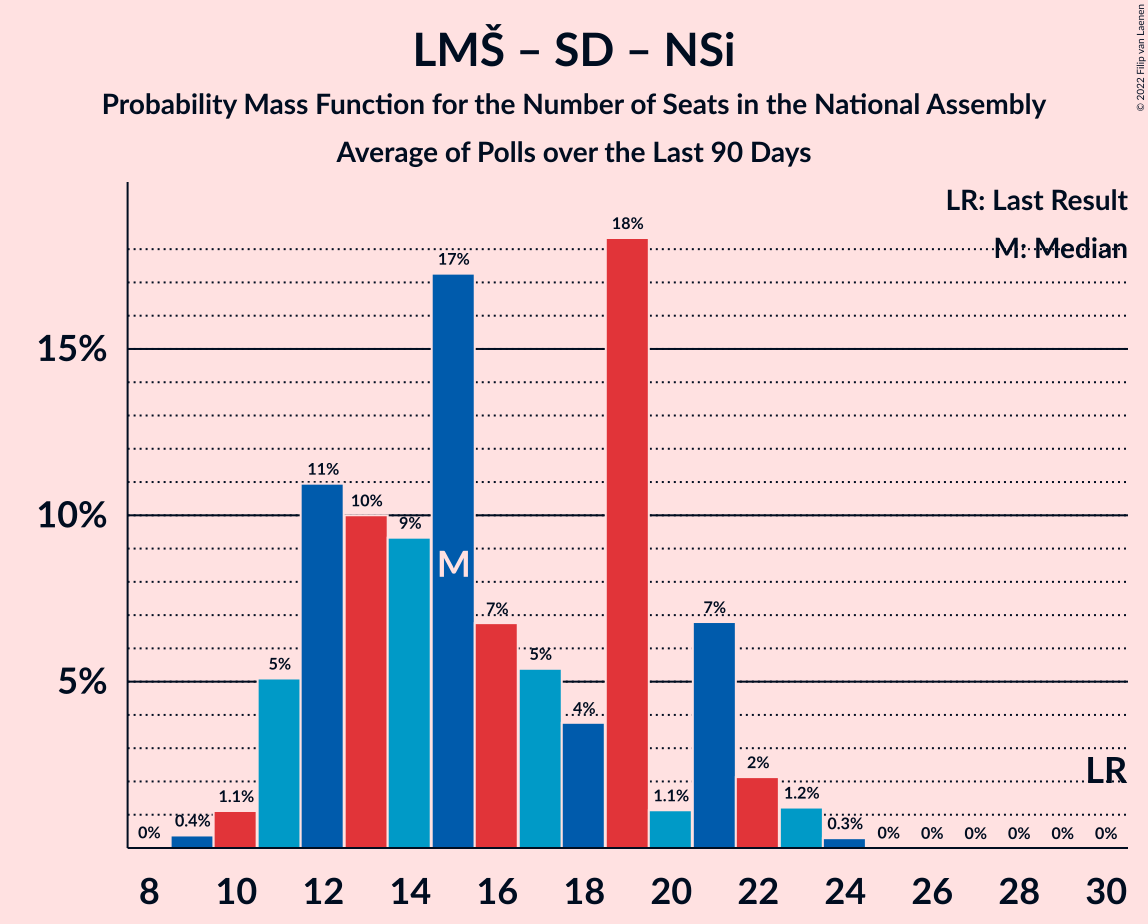 LMŠ – SD – NSi
Probability Mass Function for the Number of Seats in the National Assembly
Average of Polls over the Last 90 Days
© 2022 Filip van Laenen
LR: Last Result
M: Median
15%
10%
5%
0%
0.4%
1.1%
5%
11%
10%
9%
17%
M
7%
5%
4%
18%
1.1%
7%
2%
1.2%
0.3%
0%
0%
0%
0%
0%
0%
LR
8 10 12 14 16 18 20 22 24 26 28 30